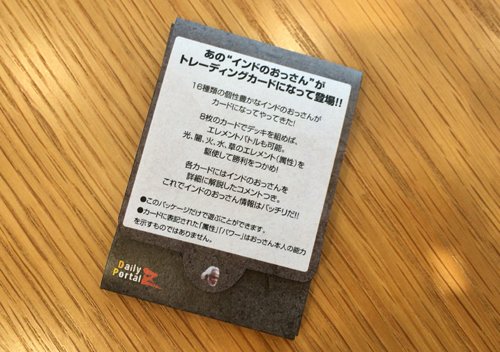 あの“インドのおっさん”が
トレーディングカードになって登場!!
16種類の個性豊かなインドのおっさんが
カードになってやってきた!
8枚のカードでデッキを組めば、
エレメントバトルも可能。
光、闇、火、水、草のエレメント(属性)を
駆使して勝利をつかめ!
各カードにはインドのおっさんを
詳細に解説したコメントつき。
これでインドのおっさん情報はバッチリだ!!
●このパッケージだけで遊ぶことができます。
●カードに表記された「属性」「パワー」はおっさん本人の能力
を示すものではありません。
Daily
Portal Z